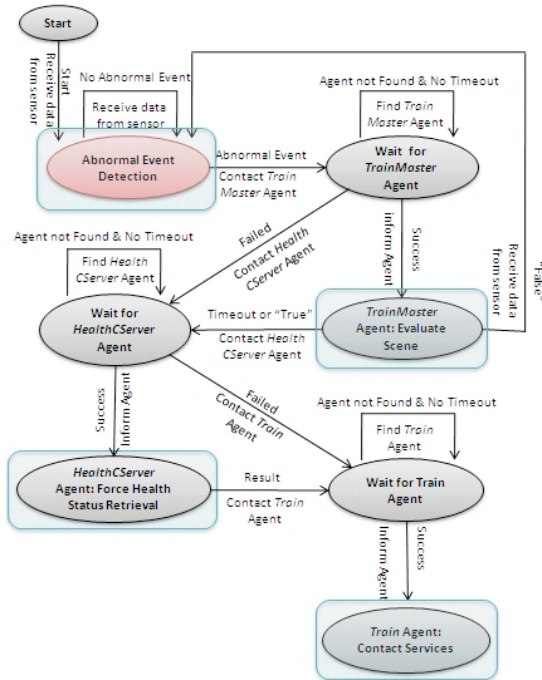 Start
Start
Receive data
from sensor
No Abnormal Event
Receive data
from sensor
Abnormal Event
Detection
Abnormal Event
Contact Train
Master Agent
Agent not Found & No Timeout
Find Train
Master Agent
Wait for
TrainMaster
Agent
Failed
Contact Health
CServer Agent
Success
Inform Agent
"False"
Receive data
from sensor
Agent not Found & No Timeout
Find Health
CServer Agent
Wait for
HealthCServer
Agent
Timeout or "True"
Contact Health
CServer Agent
TrainMaster
Agent: Evaluate
Scene
Success
Inform Agent
Failed
Contact Train
Agent
Agent not Found & No Timeout
Find Train
Agent
HealthCServer
Agent: Force Health
Status Retrieval
Result
Contact Train
Agent
Wait for Train
Agent
Success
Inform Agent
Train Agent:
Contact Services